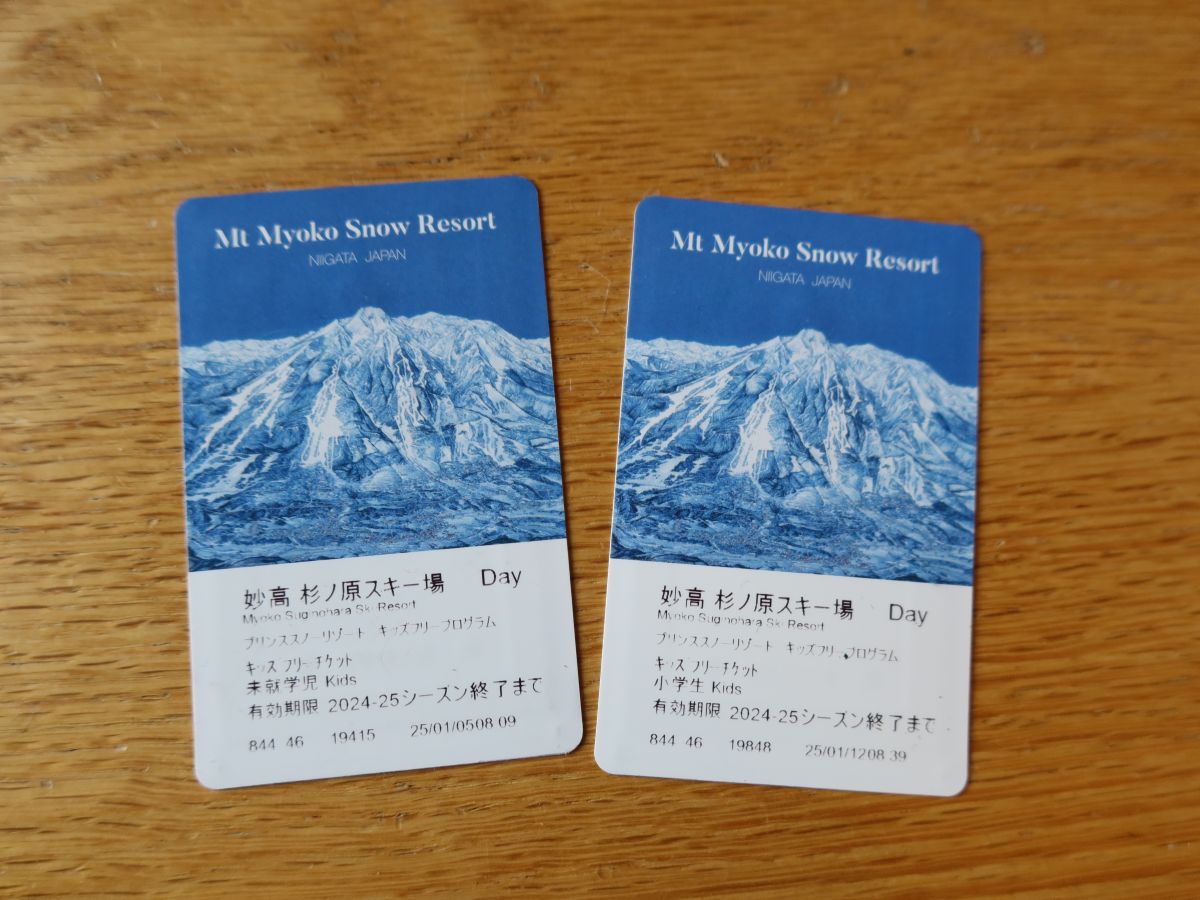 Mt Myoko Snow Resort
NIIGATA JAPAN
妙高 杉ノ原スキー場 Day
Myoko Suginohara Ski Resort
プリンススノーリゾート キッズフリープログラム
キッズフリーチケット
未就学児 Kids
有効期限 2024-25シーズン終了まで
844 46 19415 25/01/0508 09
Mt Myoko Snow Resort
NIIGATA JAPAN
妙高 杉ノ原スキー場 Day
Myoko Suginohara Ski Resort
プリンススノーリゾート キッズフリープログラム
キッズフリーチケット
小学生 Kids
有効期限 2024-25シーズン終了まで
844 46 19848 25/01/1208 39